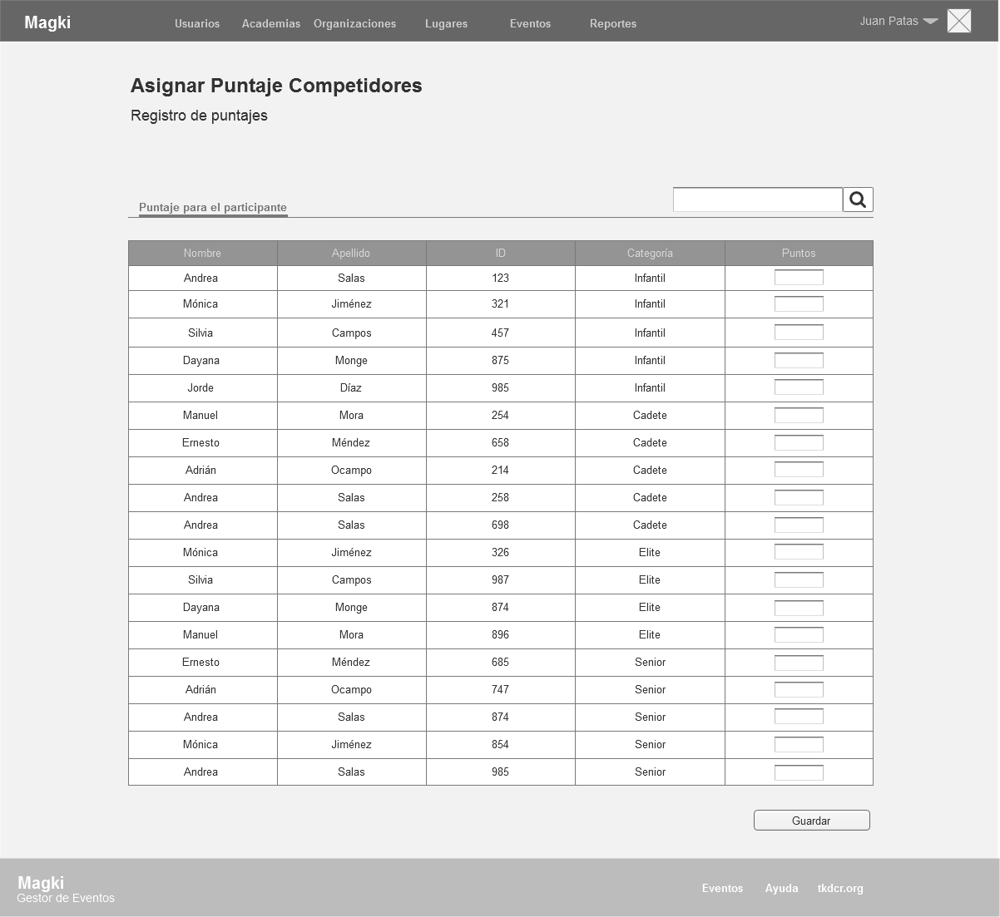 Magki Usuarios Academias Organizaciones Lugares Eventos Reportes Juan Patas
Asignar Puntaje Competidores
Registro de puntajes
Puntaje para el participante
Nombre Apellido ID Categoría Puntos
Andrea Salas 123 Infantil
Mónica Jiménez 321 Infantil
Silvia Campos 457 Infantil
Dayana Monge 875 Infantil
Jorde Díaz 985 Infantil
Manuel Mora 254 Cadete
Ernesto Méndez 658 Cadete
Adrián Ocampo 214 Cadete
Andrea Salas 258 Cadete
Andrea Salas 698 Cadete
Mónica Jiménez 326 Elite
Silvia Campos 987 Elite
Dayana Monge 874 Elite
Manuel Mora 896 Elite
Ernesto Méndez 685 Senior
Adrián Ocampo 747 Senior
Andrea Salas 874 Senior
Mónica Jiménez 854 Senior
Andrea Salas 985 Senior
Guardar
Magki
Gestor de Eventos
Eventos Ayuda tkdcr.org